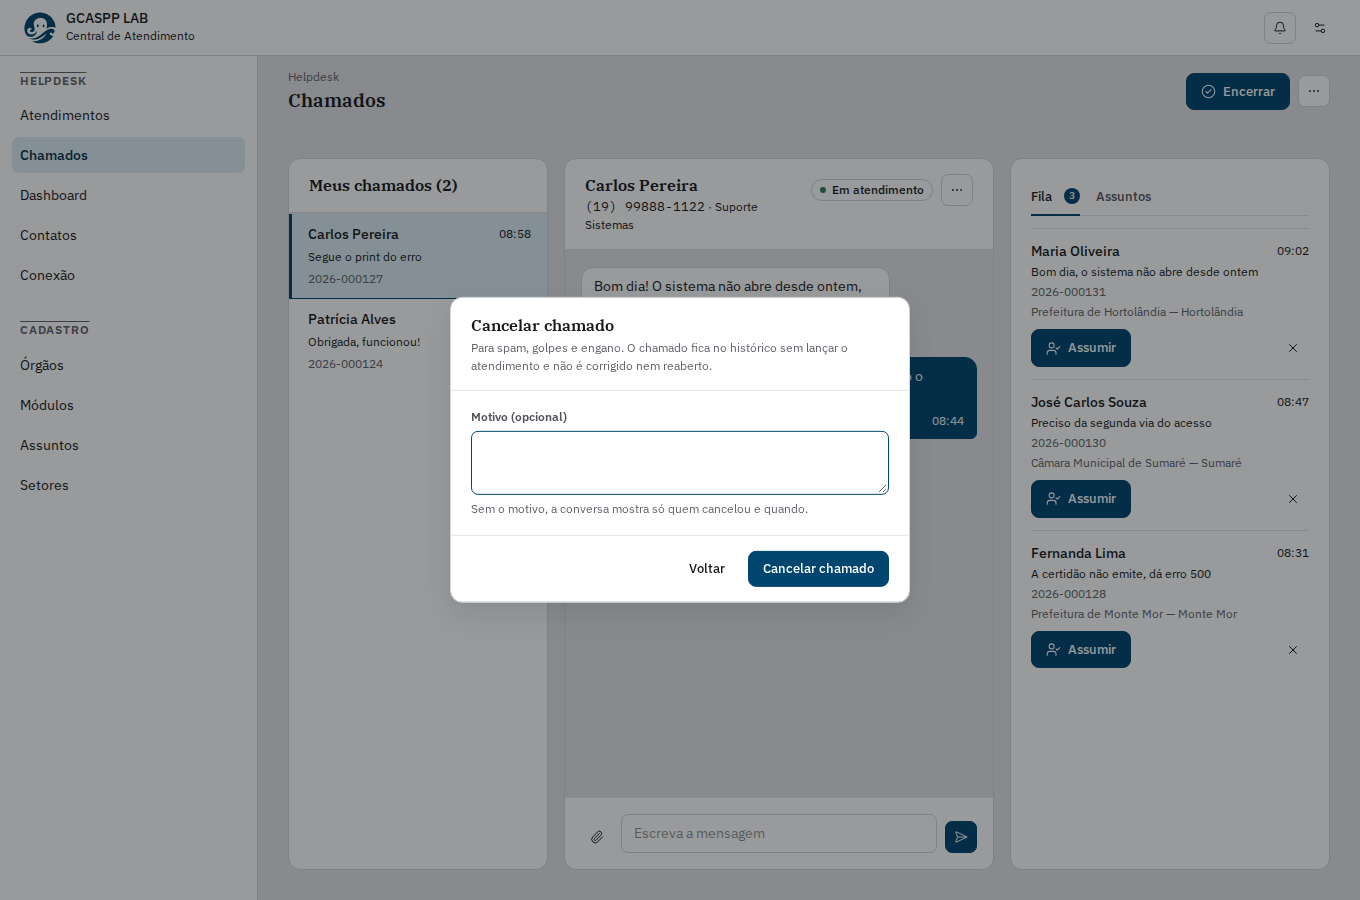 GCASPP LAB
Central de Atendimento
HELPDESK
Atendimentos
Chamados
Dashboard
Contatos
Conexão
CADASTRO
Órgãos
Módulos
Assuntos
Setores
Helpdesk
Chamados
Encerrar
Meus chamados (2)
Carlos Pereira 08:58
Segue o print do erro
2026-000127
Patrícia Alves
Obrigada, funcionou!
2026-000124
Carlos Pereira
(19) 99888-1122 · Suporte
Sistemas
Em atendimento
Bom dia! O sistema não abre desde ontem,
o
08:44
Cancelar chamado
Para spam, golpes e engano. O chamado fica no histórico sem lançar o
atendimento e não é corrigido nem reaberto.
Motivo (opcional)
Sem o motivo, a conversa mostra só quem cancelou e quando.
Voltar
Cancelar chamado
Escreva a mensagem
Fila 3 Assuntos
Maria Oliveira 09:02
Bom dia, o sistema não abre desde ontem
2026-000131
Prefeitura de Hortolândia — Hortolândia
Assumir
José Carlos Souza 08:47
Preciso da segunda via do acesso
2026-000130
Câmara Municipal de Sumaré — Sumaré
Assumir
Fernanda Lima 08:31
A certidão não emite, dá erro 500
2026-000128
Prefeitura de Monte Mor — Monte Mor
Assumir